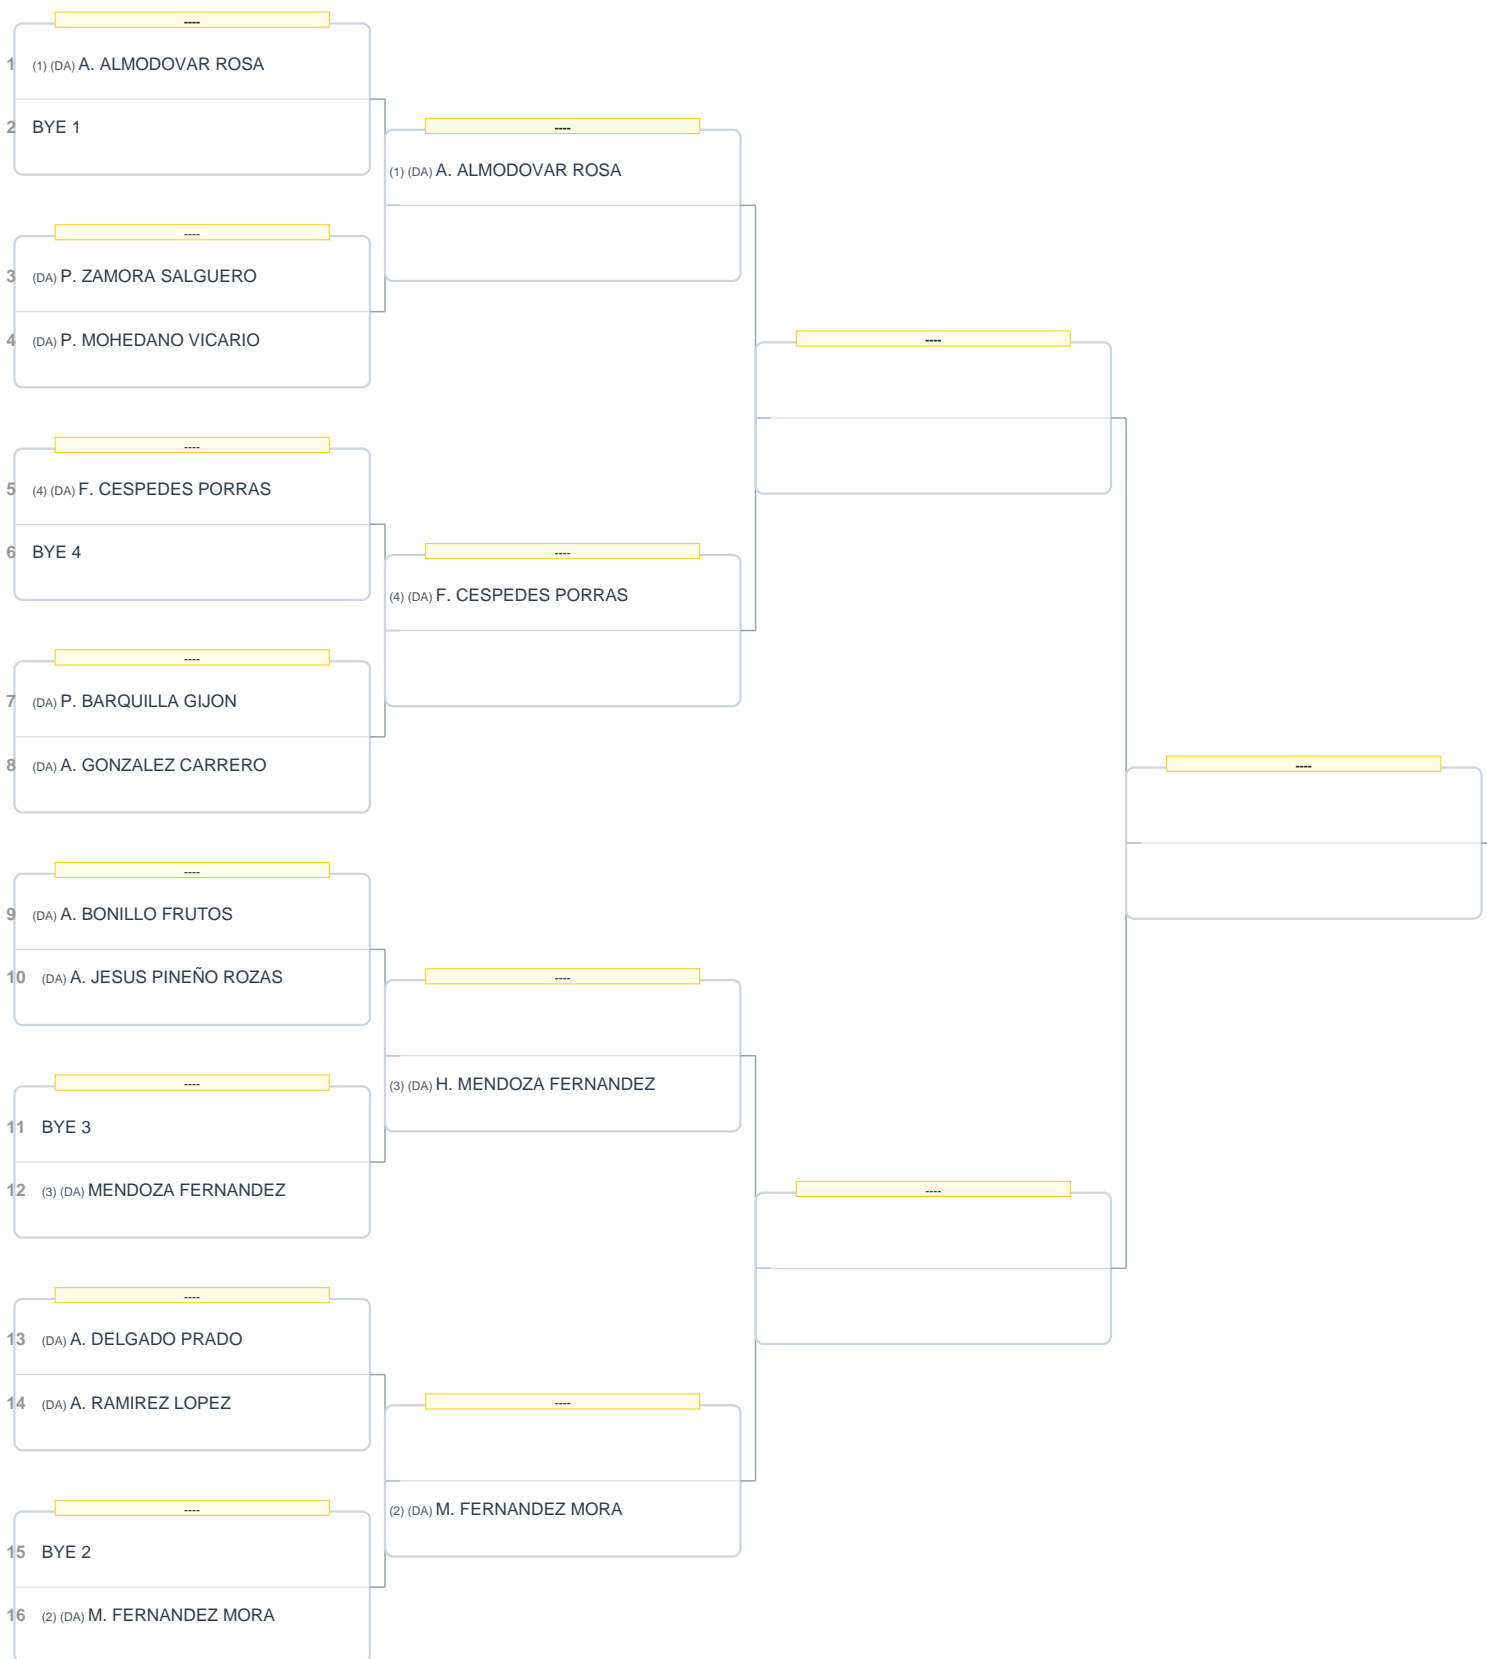 ----
1 (1) (DA) A. ALMODOVAR ROSA
2 BYE 1
----
3 (DA) P. ZAMORA SALGUERO
4 (DA) P. MOHEDANO VICARIO
----
5 (4) (DA) F. CESPEDES PORRAS
6 BYE 4
----
7 (DA) P. BARQUILLA GIJON
8 (DA) A. GONZALEZ CARRERO
----
9 (DA) A. BONILLO FRUTOS
10 (DA) A. JESUS PINEÑO ROZAS
----
11 BYE 3
12 (3) (DA) MENDOZA FERNANDEZ
----
13 (DA) A. DELGADO PRADO
14 (DA) A. RAMIREZ LOPEZ
----
15 BYE 2
16 (2) (DA) M. FERNANDEZ MORA
----
(1) (DA) A. ALMODOVAR ROSA
----
(4) (DA) F. CESPEDES PORRAS
----
(3) (DA) H. MENDOZA FERNANDEZ
----
(2) (DA) M. FERNANDEZ MORA
----
----
----